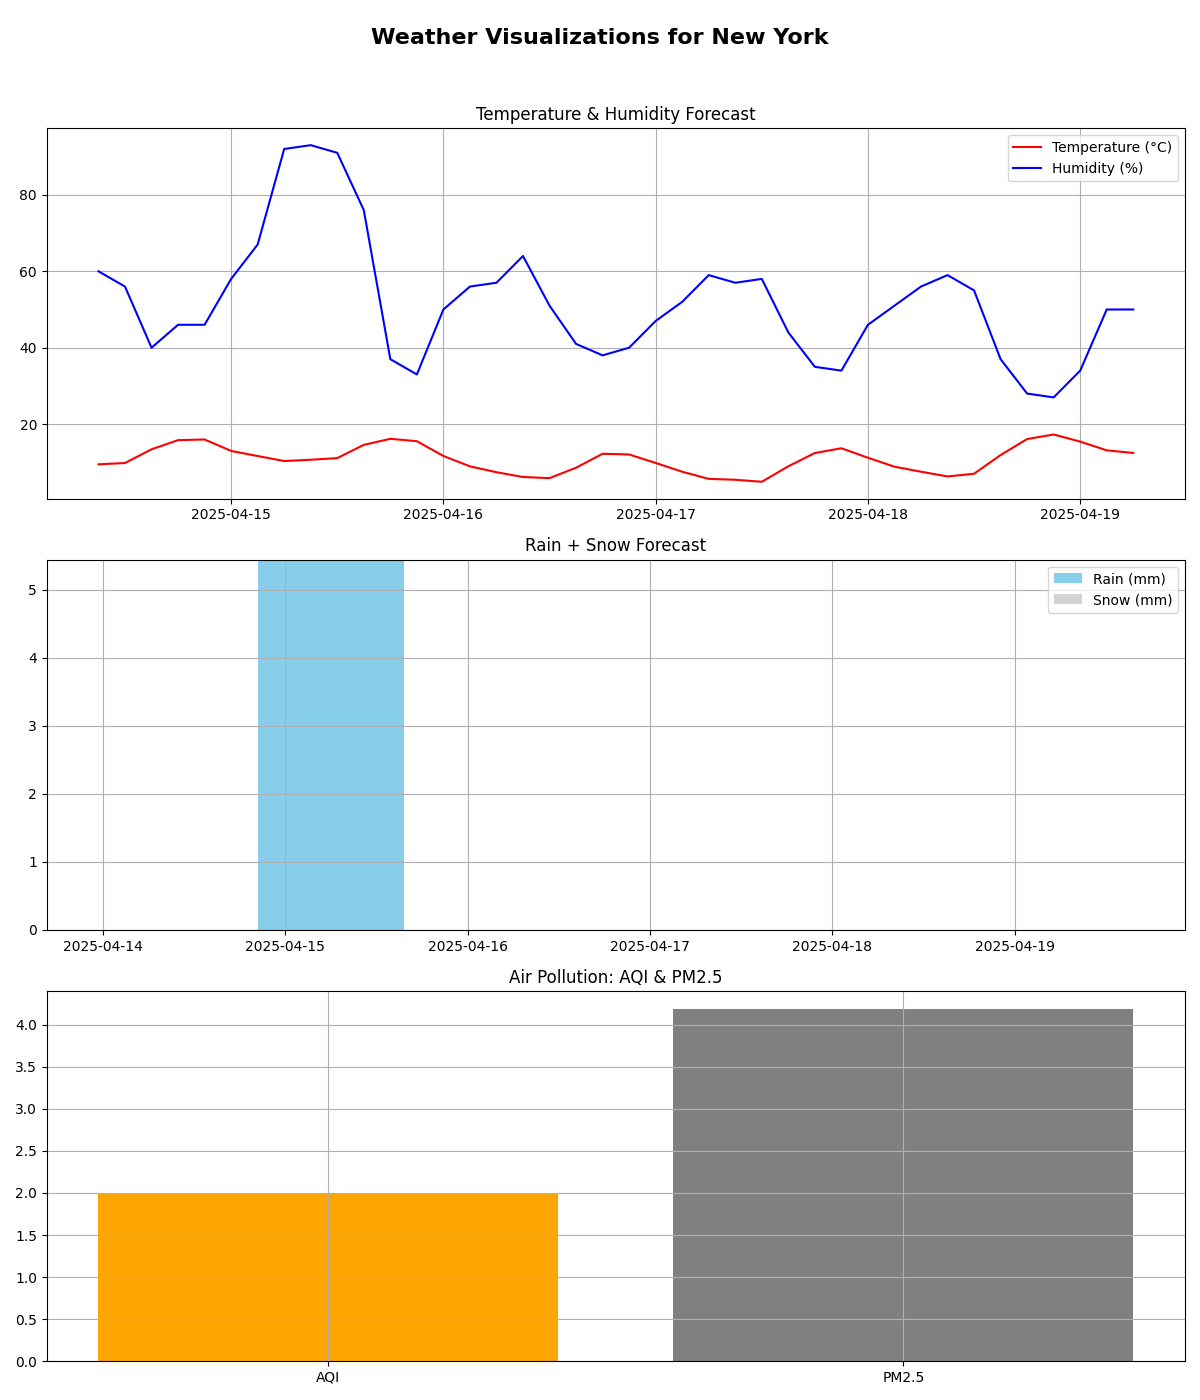 Weather Visualizations for New York
Temperature & Humidity Forecast
Temperature (°C)
Humidity (%)
80
60
40
20
2025-04-15 2025-04-16 2025-04-17 2025-04-18 2025-04-19
Rain + Snow Forecast
Rain (mm)
Snow (mm)
5
4
3
2
1
0
2025-04-14 2025-04-15 2025-04-16 2025-04-17 2025-04-18 2025-04-19
Air Pollution: AQI & PM2.5
4.0
3.5
3.0
2.5
2.0
1.5
1.0
0.5
0.0
AQI PM2.5